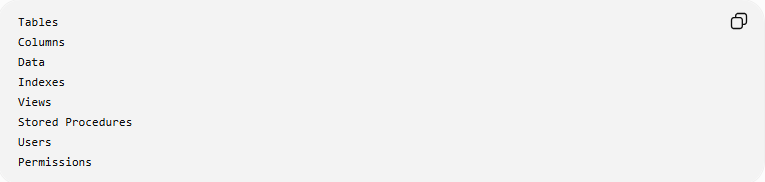 Tables
Columns
Data
Indexes
Views
Stored Procedures
Users
Permissions